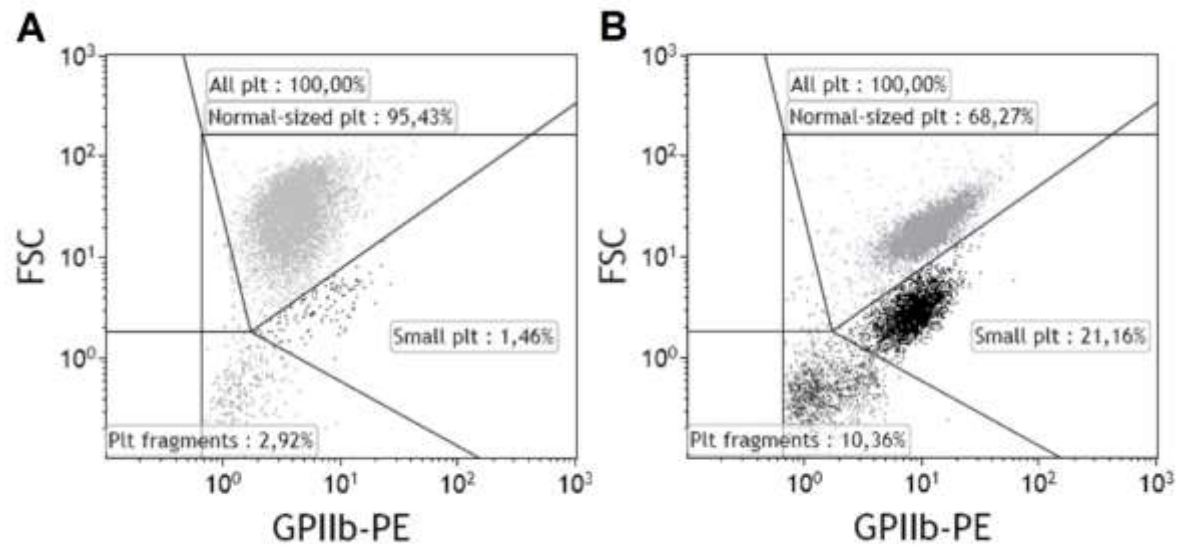 A
10³
10²
10¹
10⁰
FSC
All plt : 100,00%
Normal-sized plt : 95,43%
Small plt : 1,46%
Plt fragments : 2,92%
10⁰ 10¹ 10² 10³
GPIIb-PE
B
10³
10²
10¹
10⁰
FSC
All plt : 100,00%
Normal-sized plt : 68,27%
Small plt : 21,16%
Plt fragments : 10,36%
10⁰ 10¹ 10² 10³
GPIIb-PE